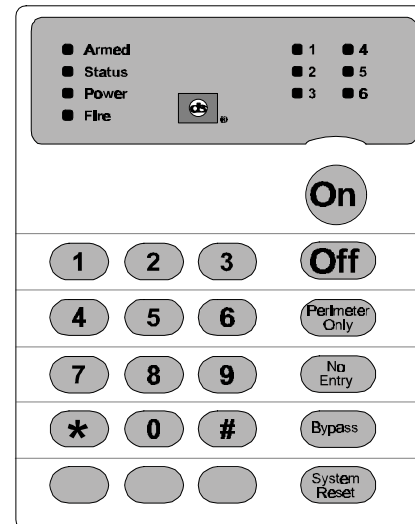 Armed
Status
Power
Fire
1 4
2 5
3 6
ds ®
On
1 2 3 Off
4 5 6 Perimeter
Only
7 8 9 No
Entry
* 0 # Bypass
System
Reset